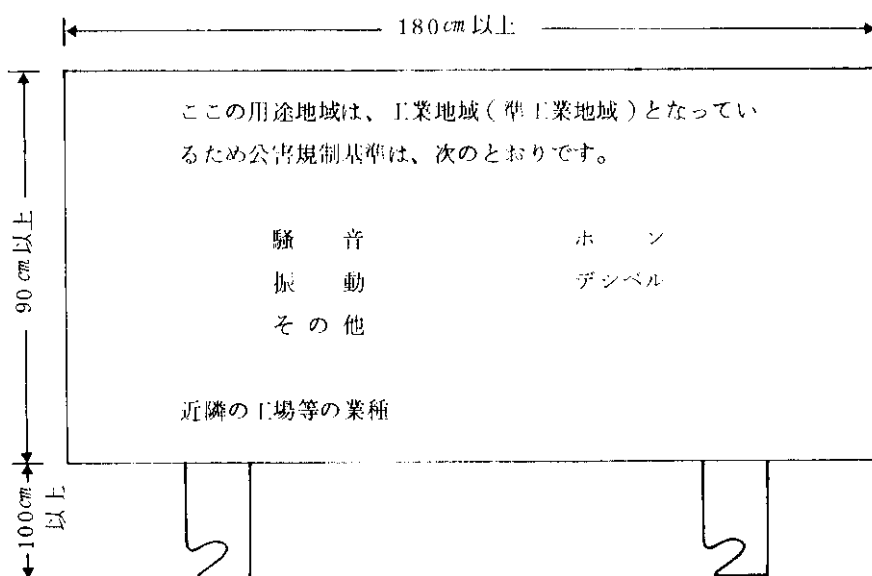 180cm以上
ここの用途地域は、工業地域(準工業地域)となってい
るため公害規制基準は、次のとおりです。
騒音 ホン
振動 デシベル
その他
近隣の工場等の業種
90cm以上
100cm以上